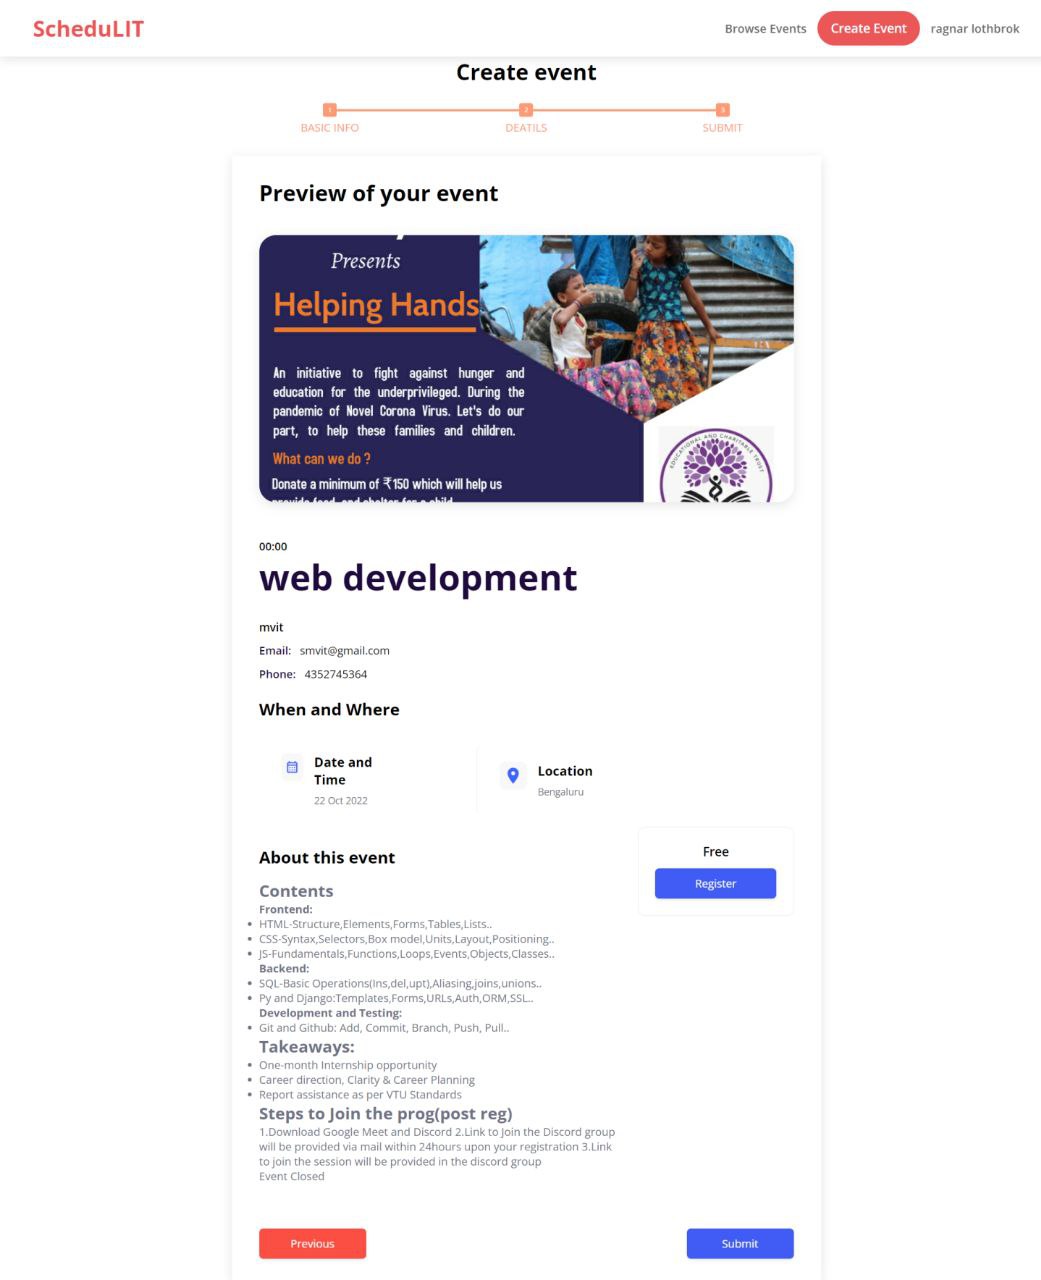 ScheduLIT
Browse Events
Create Event
ragnar lothbrok
Create event
1
2
3
BASIC INFO
DEATILS
SUBMIT
Preview of your event
Presents
Helping Hands
An initiative to fight against hunger and
education for the underprivileged. During the
pandemic of Novel Corona Virus. Let's do our
part, to help these families and children.
What can we do ?
Donate a minimum of ₹150 which will help us
provide food, and shelter for a child
EDUCATIONAL AND CHARITABLE TRUST
00:00
web development
mvit
Email: smvit@gmail.com
Phone: 4352745364
When and Where
Date and
Time
22 Oct 2022
Location
Bengaluru
Free
Register
About this event
Contents
Frontend:
• HTML-Structure,Elements,Forms,Tables,Lists..
• CSS-Syntax,Selectors,Box model,Units,Layout,Positioning..
• JS-Fundamentals,Functions,Loops,Events,Objects,Classes..
Backend:
• SQL-Basic Operations(Ins,del,upt),Aliasing,joins,unions..
• Py and Django:Templates,Forms,URLs,Auth,ORM,SSL..
Development and Testing:
• Git and Github: Add, Commit, Branch, Push, Pull..
Takeaways:
• One-month Internship opportunity
• Career direction, Clarity & Career Planning
• Report assistance as per VTU Standards
Steps to Join the prog(post reg)
1.Download Google Meet and Discord 2.Link to Join the Discord group
will be provided via mail within 24hours upon your registration 3.Link
to join the session will be provided in the discord group
Event Closed
Previous
Submit